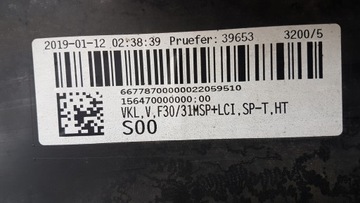 2019-01-12 02:38:39 Pruefer: 39653 3200/5
6677870000000022059510
156470000000;00
VKL,V,F30/31MSP+LCI,SP-T,HT
S00